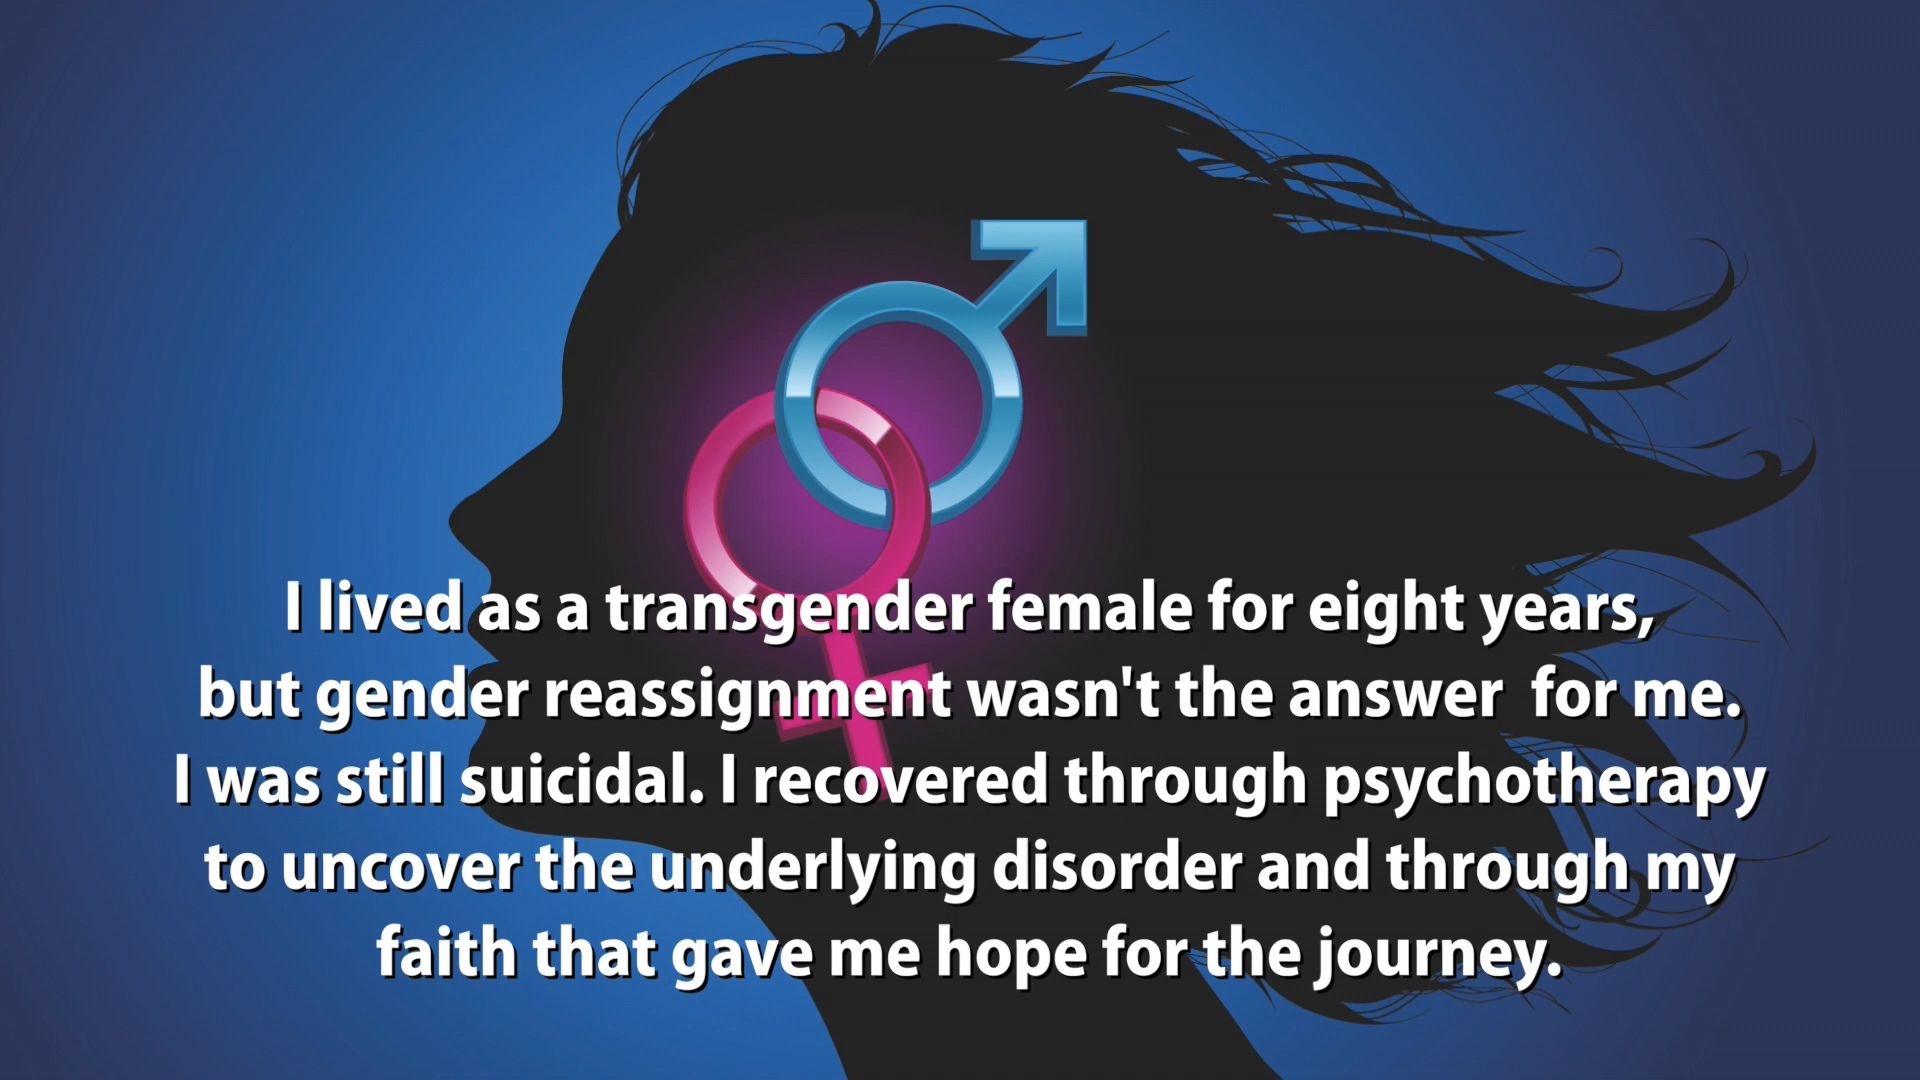 I lived as a transgender female for eight years,
but gender reassignment wasn't the answer  for me.
I was still suicidal. I recovered through psychotherapy
to uncover the underlying disorder and through my
faith that gave me hope for the journey.